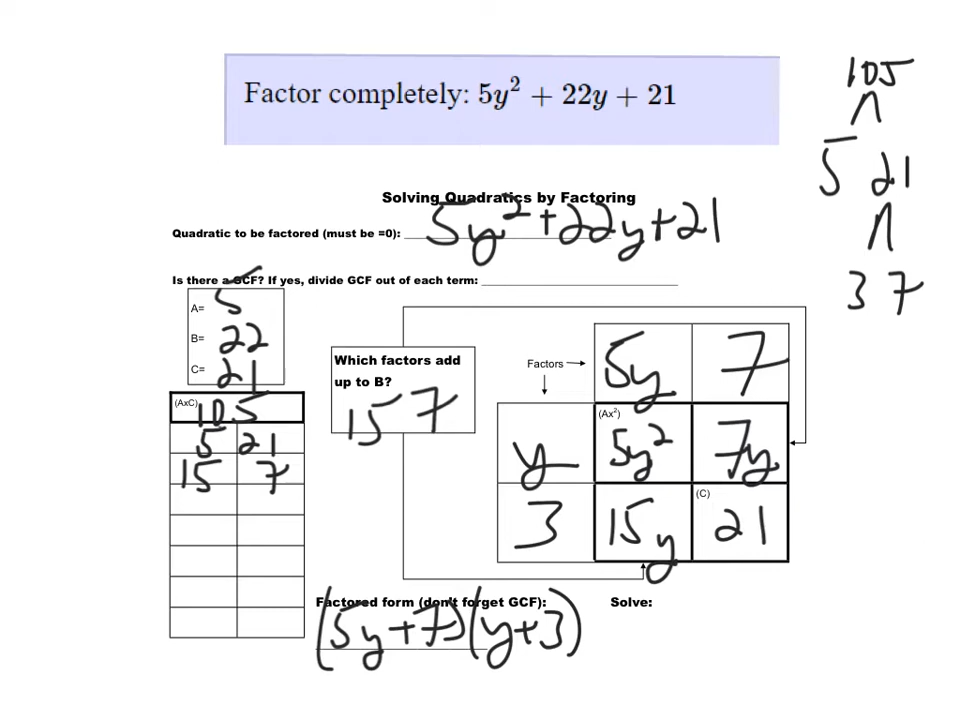 Factor completely: 5y² + 22y + 21
105
5 21
3 7
Solving Quadratics by Factoring
Quadratic to be factored (must be =0): 5y²+22y+21
Is there a GCF? If yes, divide GCF out of each term:
A= 5
B= 22
C= 21
(AxC) 105
5 21
15 7
Which factors add
up to B?
15 7
Factors
5y 7
y (Ax²) 5y² 7y
3 15y (C) 21
Factored form (don't forget GCF): Solve:
(5y+7)(y+3)